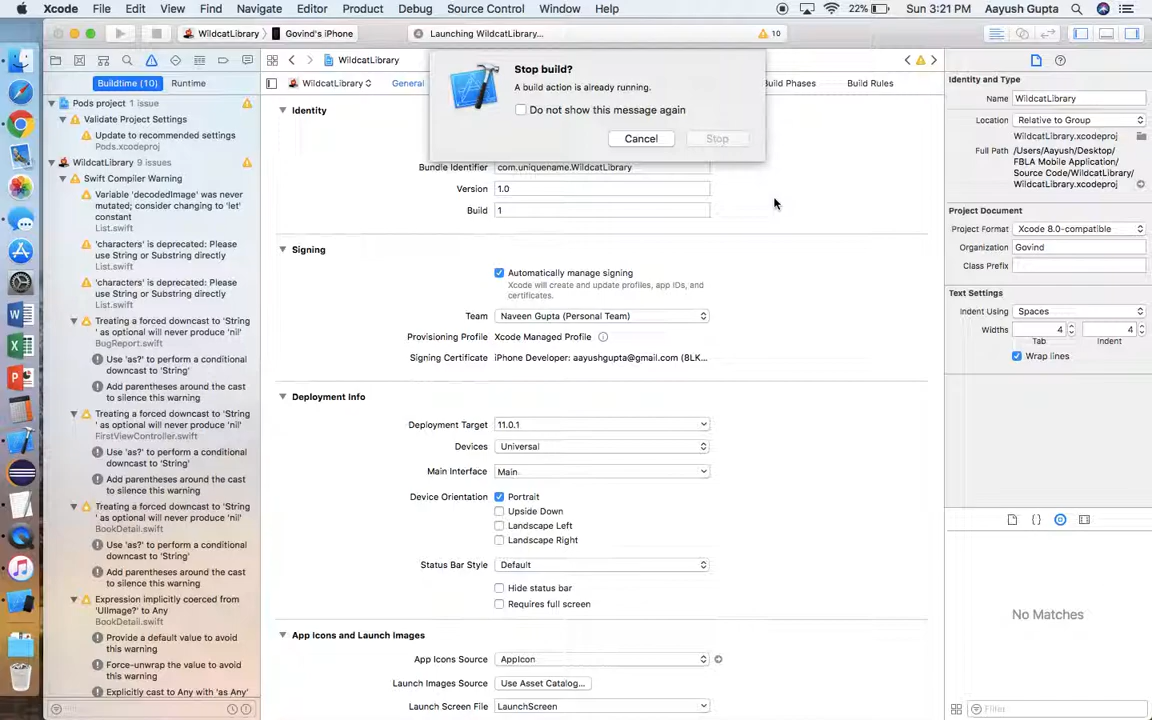 Xcode File Edit View Find Navigate Editor Product Debug Source Control Window Help 22% Sun 3:21 PM Aayush Gupta
WildcatLibrary Govind's iPhone Launching WildcatLibrary... 10
WildcatLibrary
Buildtime (10) Runtime
WildcatLibrary General Build Phases Build Rules
Stop build?
A build action is already running.
Do not show this message again
Cancel Stop
Pods project 1 issue
Validate Project Settings
Update to recommended settings
Pods.xcodeproj
WildcatLibrary 9 issues
Swift Compiler Warning
Variable 'decodedImage' was never
mutated; consider changing to 'let'
constant
List.swift
'characters' is deprecated: Please
use String or Substring directly
List.swift
'characters' is deprecated: Please
use String or Substring directly
List.swift
Treating a forced downcast to 'String
' as optional will never produce 'nil'
BugReport.swift
Use 'as?' to perform a conditional
downcast to 'String'
Add parentheses around the cast
to silence this warning
Treating a forced downcast to 'String
' as optional will never produce 'nil'
FirstViewController.swift
Use 'as?' to perform a conditional
downcast to 'String'
Add parentheses around the cast
to silence this warning
Treating a forced downcast to 'String
' as optional will never produce 'nil'
BookDetail.swift
Use 'as?' to perform a conditional
downcast to 'String'
Add parentheses around the cast
to silence this warning
Expression implicitly coerced from
'UIImage?' to Any
BookDetail.swift
Provide a default value to avoid
this warning
Force-unwrap the value to avoid
this warning
Explicitly cast to Any with 'as Any'
Identity
Bundle Identifier com.uniquename.WildcatLibrary
Version 1.0
Build 1
Signing
Automatically manage signing
Xcode will create and update profiles, app IDs, and
certificates.
Team Naveen Gupta (Personal Team)
Provisioning Profile Xcode Managed Profile
Signing Certificate iPhone Developer: aayushgupta@gmail.com (8LK...
Deployment Info
Deployment Target 11.0.1
Devices Universal
Main Interface Main
Device Orientation Portrait
Upside Down
Landscape Left
Landscape Right
Status Bar Style Default
Hide status bar
Requires full screen
App Icons and Launch Images
App Icons Source AppIcon
Launch Images Source Use Asset Catalog...
Launch Screen File LaunchScreen
Identity and Type
Name WildcatLibrary
Location Relative to Group
WildcatLibrary.xcodeproj
Full Path /Users/Aayush/Desktop/
FBLA Mobile Application/
Source Code/WildcatLibrary/
WildcatLibrary.xcodeproj
Project Document
Project Format Xcode 8.0-compatible
Organization Govind
Class Prefix
Text Settings
Indent Using Spaces
Widths 4 4
Tab Indent
Wrap lines
No Matches
Filter